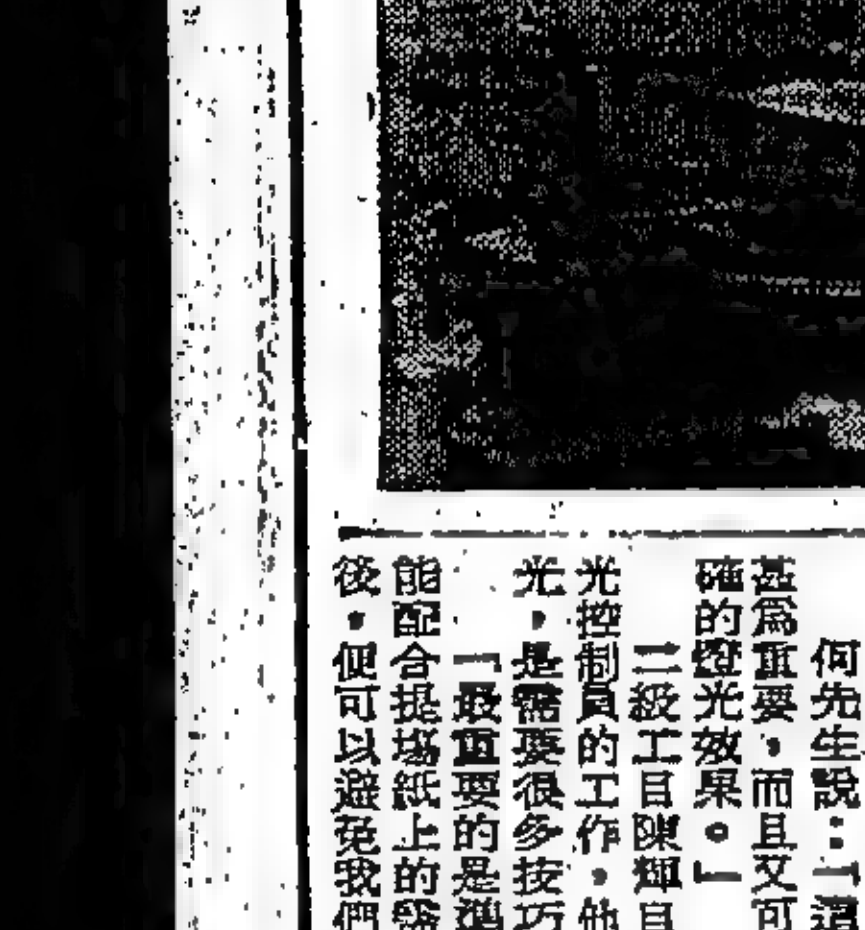 何先生說：「這
甚為重要，而且又可
確的燈光效果。」
二級工目陳輝自
光控制員的工作，他
光，是需要很多技巧
「最重要的是準
能配合提場紙上的需
後，便可以避免我們